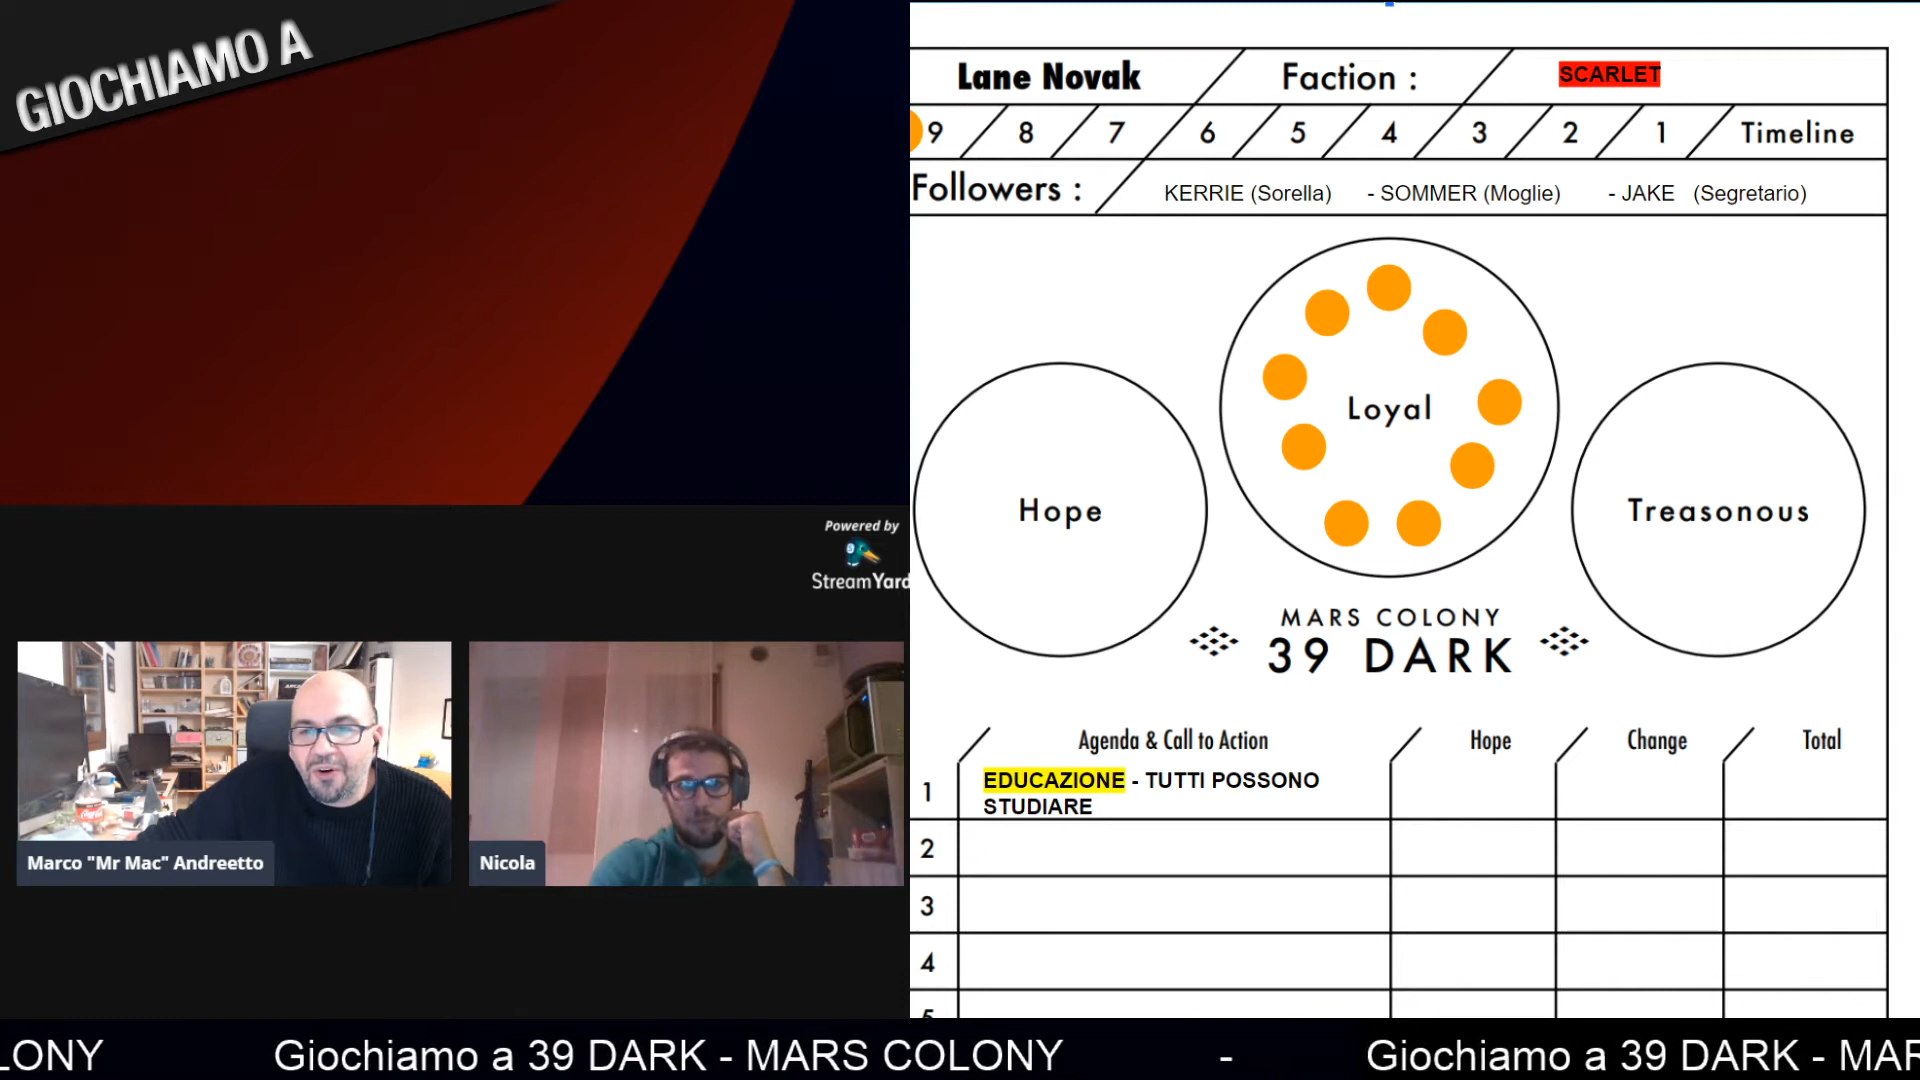 GIOCHIAMO A
Powered by
StreamYard
Marco "Mr Mac" Andreetto
Nicola
Lane Novak
Faction :
SCARLET
9 8 7 6 5 4 3 2 1 Timeline
Followers :
KERRIE (Sorella) - SOMMER (Moglie) - JAKE (Segretario)
Loyal
Hope
Treasonous
MARS COLONY
39 DARK
Agenda & Call to Action Hope Change Total
1 EDUCAZIONE - TUTTI POSSONO
STUDIARE
2
3
4
5
LONY Giochiamo a 39 DARK - MARS COLONY - Giochiamo a 39 DARK - MAR